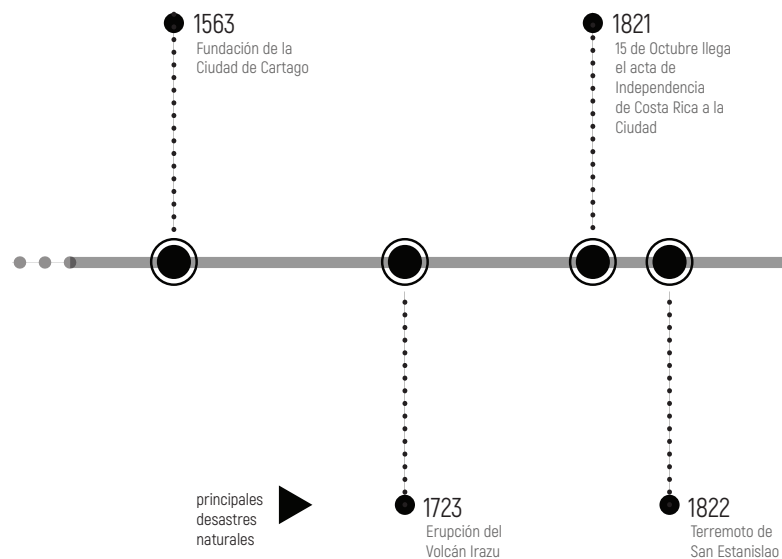 1563
Fundación de la
Ciudad de Cartago
1821
15 de Octubre llega
el acta de
Independencia
de Costa Rica a la
Ciudad
principales
desastres
naturales
1723
Erupción del
Volcán Irazu
1822
Terremoto de
San Estanislao